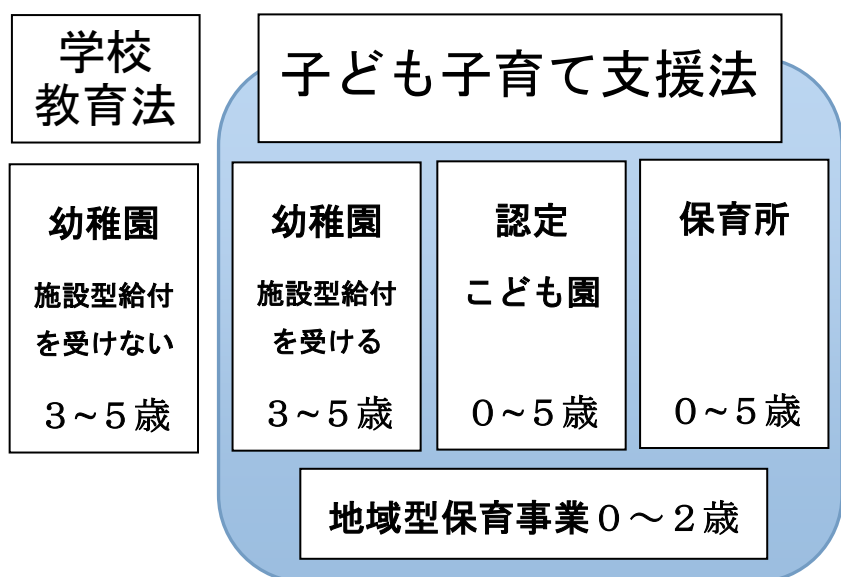 学校
教育法
子ども子育て支援法
幼稚園
施設型給付
を受けない
3~5歳
幼稚園
施設型給付
を受ける
3~5歳
認定
こども園
0~5歳
保育所
0~5歳
地域型保育事業0~2歳